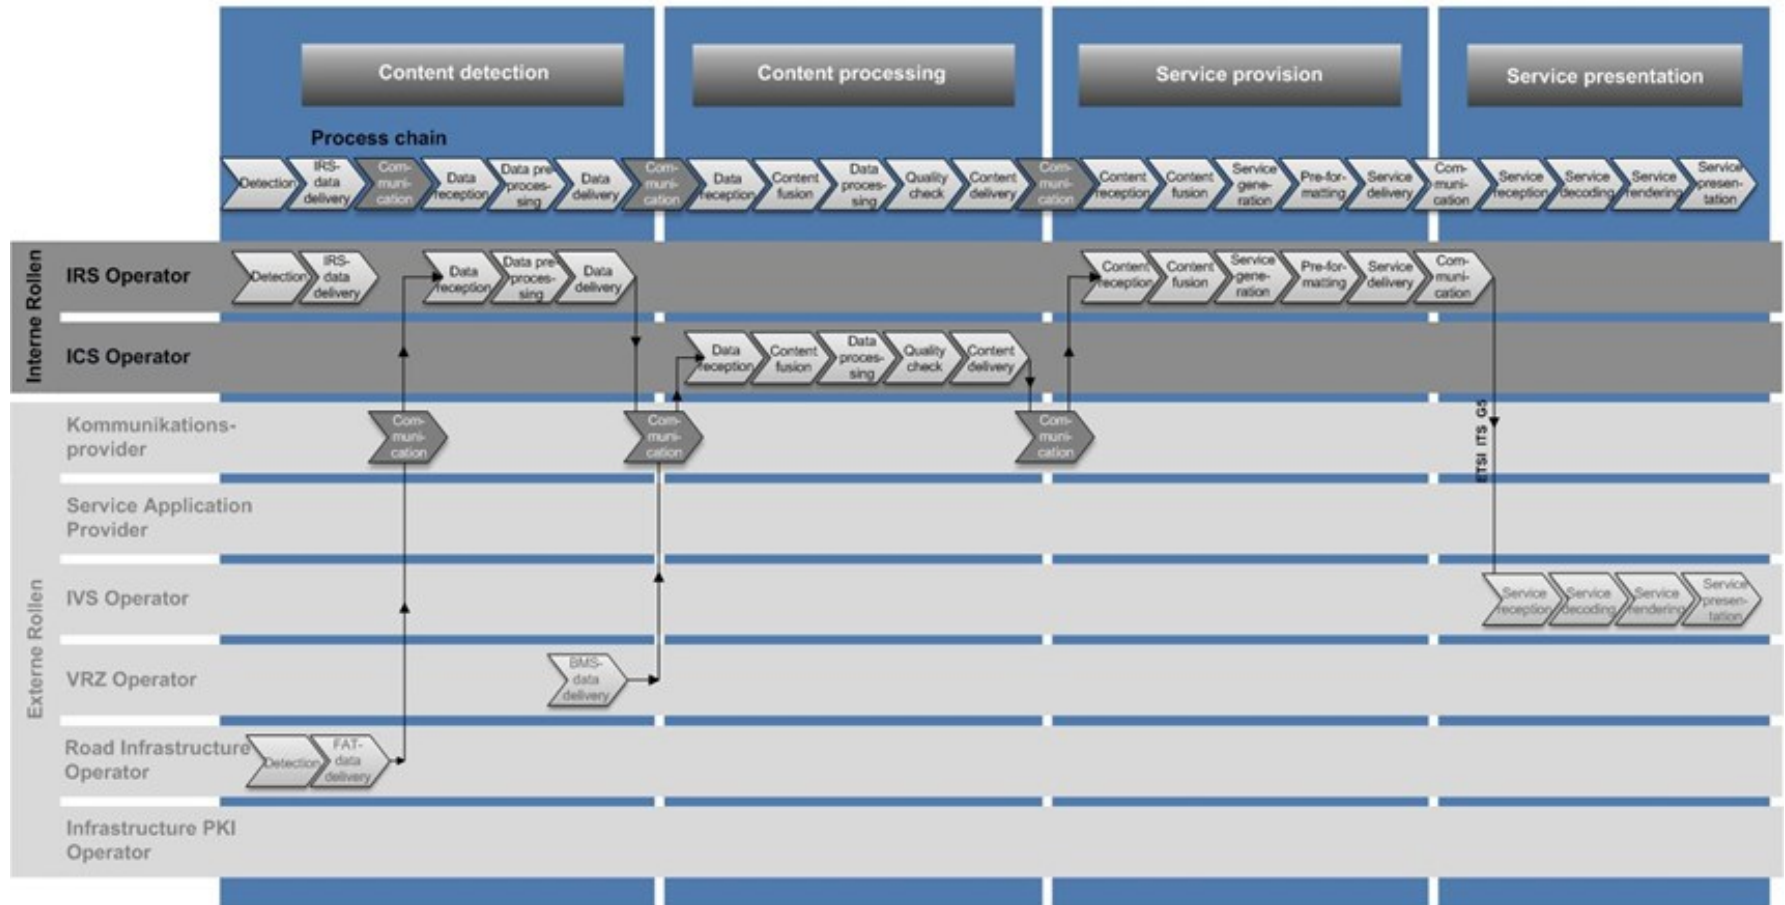 Content detection
Content processing
Service provision
Service presentation
Process chain
Detection
IRS-
data
delivery
Com-
muni-
cation
Data
reception
Data pre
proces-
sing
Data
delivery
Com-
muni-
cation
Data
reception
Content
fusion
Data
proces-
sing
Quality
check
Content
delivery
Com-
muni-
cation
Content
reception
Content
fusion
Service
gene-
ration
Pre-for-
matting
Service
delivery
Com-
muni-
cation
Service
reception
Service
decoding
Service
rendering
Service
presen-
tation
Interne Rollen
IRS Operator
Detection
IRS-
data
delivery
Data
reception
Data pre
proces-
sing
Data
delivery
Content
reception
Content
fusion
Service
gene-
ration
Pre-for-
matting
Service
delivery
Com-
muni-
cation
ICS Operator
Data
reception
Content
fusion
Data
proces-
sing
Quality
check
Content
delivery
Externe Rollen
Kommunikations-
provider
Com-
muni-
cation
Com-
muni-
cation
Com-
muni-
cation
ETSI ITS G5
Service Application
Provider
IVS Operator
Service
reception
Service
decoding
Service
rendering
Service
presen-
tation
VRZ Operator
BMS-
data
delivery
Road Infrastructure
Operator
Detection
FAT-
data
delivery
Infrastructure PKI
Operator